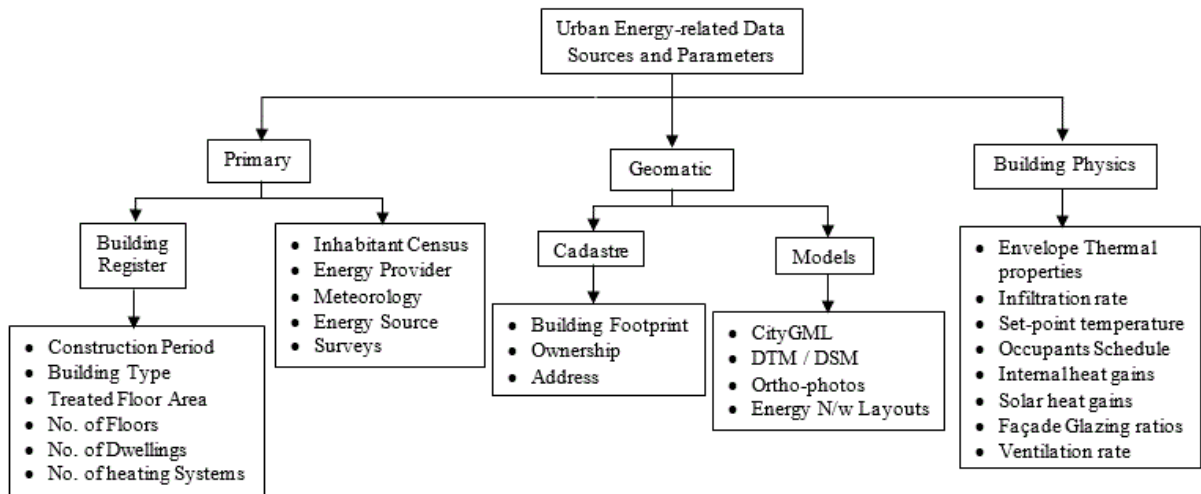 Urban Energy-related Data
Sources and Parameters
Primary
Geomatic
Building Physics
Building
Register
• Inhabitant Census
• Energy Provider
• Meteorology
• Energy Source
• Surveys
Cadastre
Models
• Envelope Thermal
properties
• Infiltration rate
• Set-point temperature
• Occupants Schedule
• Internal heat gains
• Solar heat gains
• Façade Glazing ratios
• Ventilation rate
• Construction Period
• Building Type
• Treated Floor Area
• No. of Floors
• No. of Dwellings
• No. of heating Systems
• Building Footprint
• Ownership
• Address
• CityGML
• DTM / DSM
• Ortho-photos
• Energy N/w Layouts